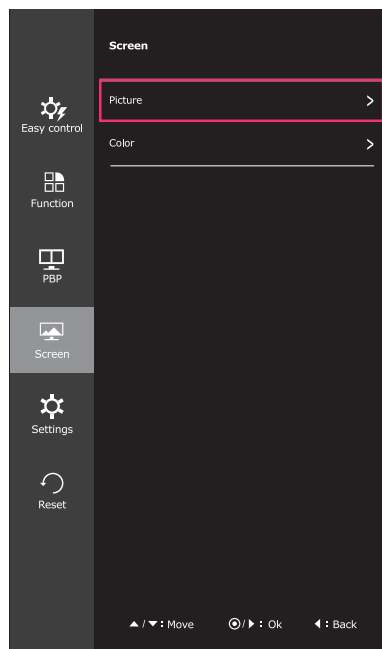 Screen
Picture
Color
Easy control
Function
PBP
Screen
Settings
Reset
▲/▼: Move ◉/▶: Ok ◀: Back